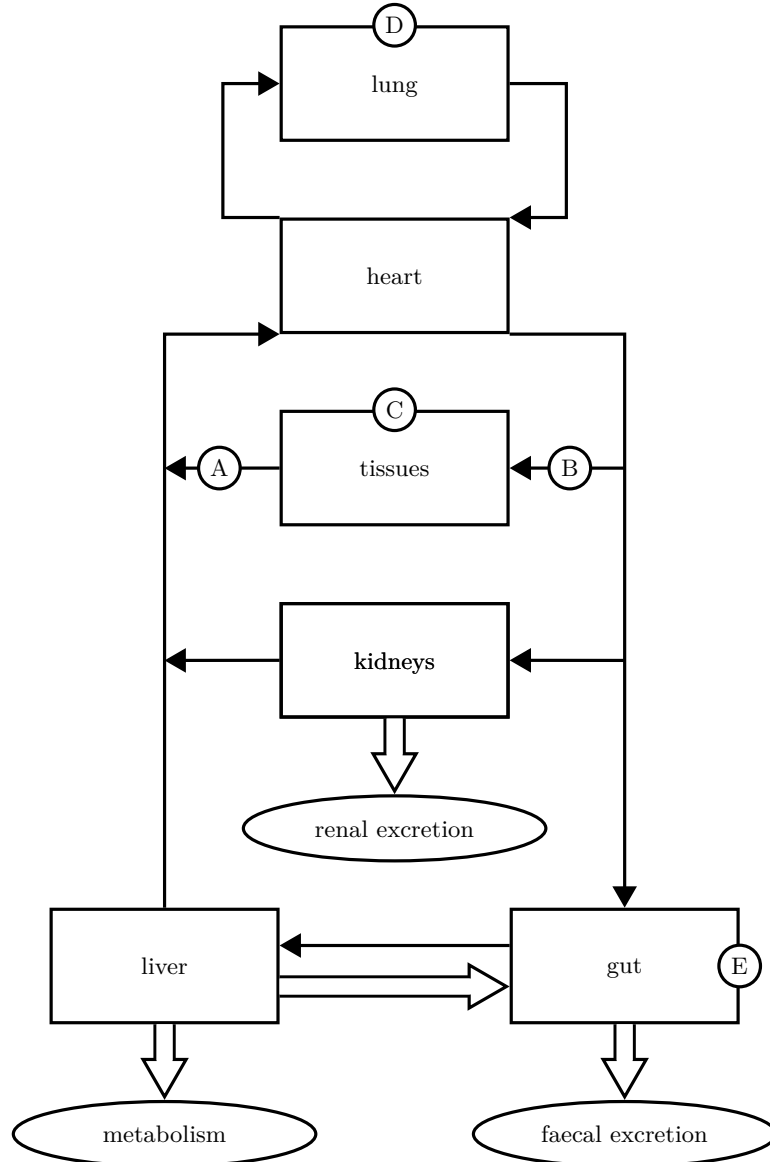 D
lung
heart
C
A
tissues
B
kidneys
renal excretion
liver
gut
E
metabolism
faecal excretion